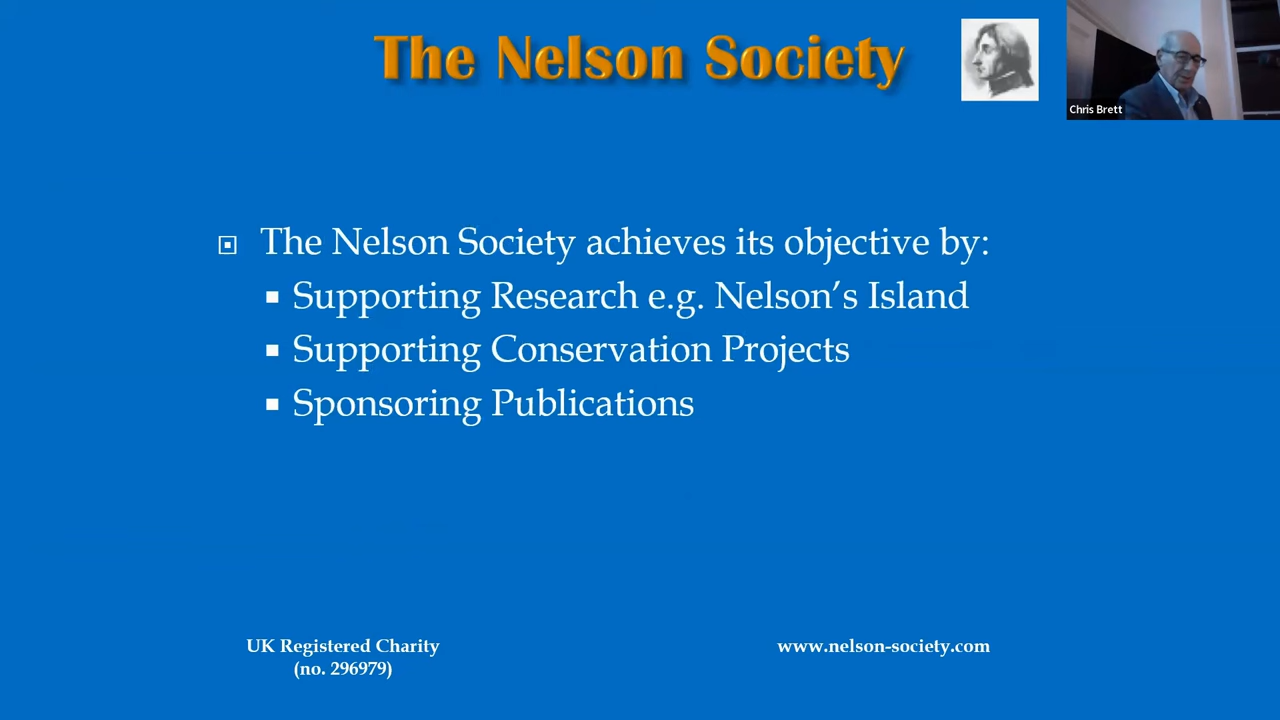 The Nelson Society
Chris Brett
The Nelson Society achieves its objective by:
Supporting Research e.g. Nelson’s Island
Supporting Conservation Projects
Sponsoring Publications
UK Registered Charity
(no. 296979)
www.nelson-society.com